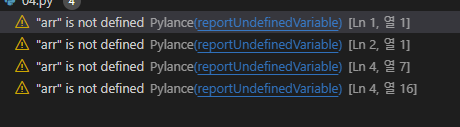 04.py 4
"arr" is not defined Pylance(reportUndefinedVariable) [Ln 1, 열 1]
"arr" is not defined Pylance(reportUndefinedVariable) [Ln 2, 열 1]
"arr" is not defined Pylance(reportUndefinedVariable) [Ln 4, 열 7]
"arr" is not defined Pylance(reportUndefinedVariable) [Ln 4, 열 16]